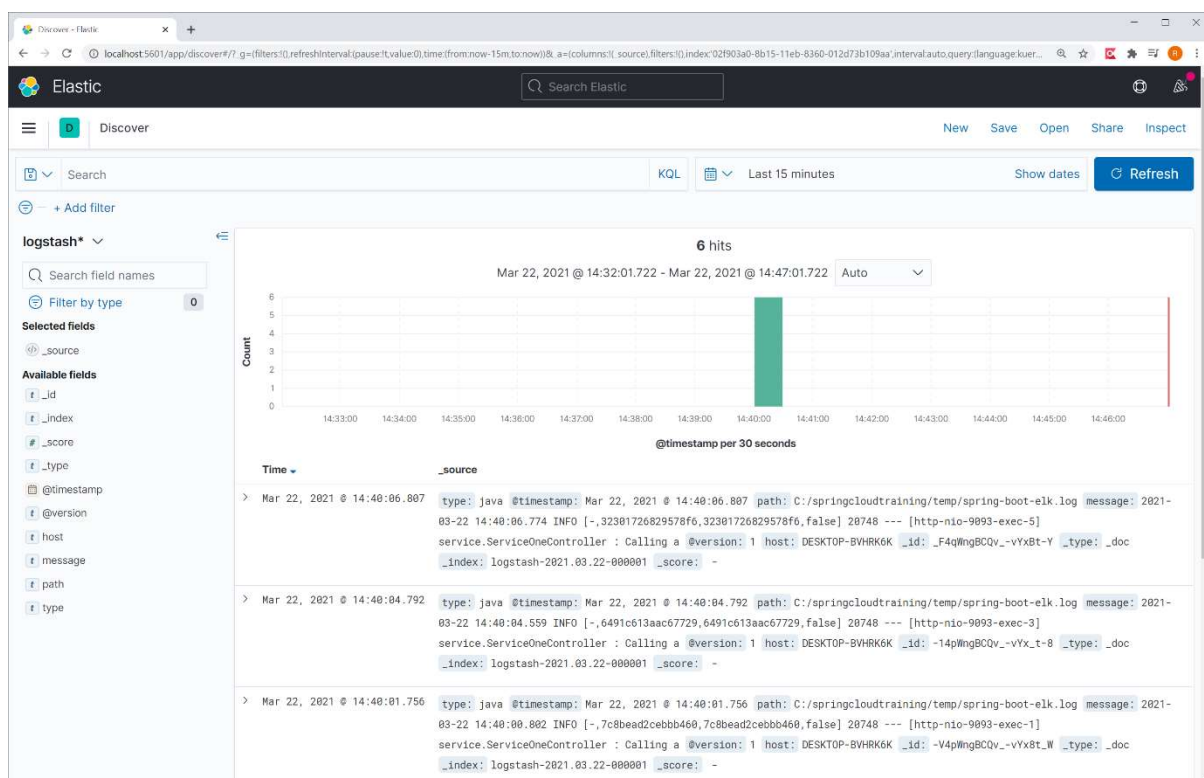 Discover - Elastic
localhost:5601/app/discover#/?_g=(filters:!(),refreshInterval:(pause:!t,value:0),time:(from:now-15m,to:now))&_a=(columns:!(_source),filters:!(),index:'02f903a0-8b15-11eb-8360-012d73b109aa',interval:auto,query:(language:kuer...
R
Elastic
Search Elastic
D Discover
New Save Open Share Inspect
Search
KQL
Last 15 minutes
Show dates
Refresh
+ Add filter
logstash*
Search field names
Filter by type 0
Selected fields
_source
Available fields
t _id
t _index
# _score
t _type
@timestamp
t @version
t host
t message
t path
t type
6 hits
Mar 22, 2021 @ 14:32:01.722 - Mar 22, 2021 @ 14:47:01.722 Auto
Count
6
5
4
3
2
1
0
14:33:00 14:34:00 14:35:00 14:36:00 14:37:00 14:38:00 14:39:00 14:40:00 14:41:00 14:42:00 14:43:00 14:44:00 14:45:00 14:46:00
@timestamp per 30 seconds
Time _source
Mar 22, 2021 @ 14:40:06.807 type: java @timestamp: Mar 22, 2021 @ 14:40:06.807 path: C:/springcloudtraining/temp/spring-boot-elk.log message: 2021-
03-22 14:40:06.774 INFO [-,32301726829578f6,32301726829578f6,false] 20748 --- [http-nio-9093-exec-5]
service.ServiceOneController : Calling a @version: 1 host: DESKTOP-BVHRK6K _id: _F4qWngBCQv_-vYxBt-Y _type: _doc
_index: logstash-2021.03.22-000001 _score: -
Mar 22, 2021 @ 14:40:04.792 type: java @timestamp: Mar 22, 2021 @ 14:40:04.792 path: C:/springcloudtraining/temp/spring-boot-elk.log message: 2021-
03-22 14:40:04.559 INFO [-,6491c613aac67729,6491c613aac67729,false] 20748 --- [http-nio-9093-exec-3]
service.ServiceOneController : Calling a @version: 1 host: DESKTOP-BVHRK6K _id: -14pWngBCQv_-vYx_t-8 _type: _doc
_index: logstash-2021.03.22-000001 _score: -
Mar 22, 2021 @ 14:40:01.756 type: java @timestamp: Mar 22, 2021 @ 14:40:01.756 path: C:/springcloudtraining/temp/spring-boot-elk.log message: 2021-
03-22 14:40:00.802 INFO [-,7c8bead2cebbb460,7c8bead2cebbb460,false] 20748 --- [http-nio-9093-exec-1]
service.ServiceOneController : Calling a @version: 1 host: DESKTOP-BVHRK6K _id: -V4pWngBCQv_-vYx8t_W _type: _doc
_index: logstash-2021.03.22-000001 _score: -